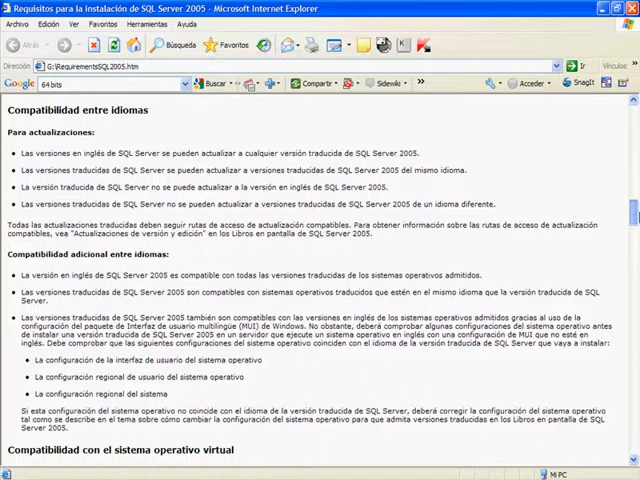 Requisitos para la instalación de SQL Server 2005 - Microsoft Internet Explorer
Archivo Edición Ver Favoritos Herramientas Ayuda
Atrás Búsqueda Favoritos
Dirección G:\RequirementsSQL2005.htm Ir Vínculos
Google 64 bits Buscar Compartir Sidewiki » Acceder SnagIt
Compatibilidad entre idiomas
Para actualizaciones:
• Las versiones en inglés de SQL Server se pueden actualizar a cualquier versión traducida de SQL Server 2005.
• Las versiones traducidas de SQL Server se pueden actualizar a versiones traducidas de SQL Server 2005 del mismo idioma.
• La versión traducida de SQL Server no se puede actualizar a la versión en inglés de SQL Server 2005.
• Las versiones traducidas de SQL Server no se pueden actualizar a versiones traducidas de SQL Server 2005 de un idioma diferente.
Todas las actualizaciones traducidas deben seguir rutas de acceso de actualización compatibles. Para obtener información sobre las rutas de acceso de actualización
compatibles, vea "Actualizaciones de versión y edición" en los Libros en pantalla de SQL Server 2005.
Compatibilidad adicional entre idiomas:
• La versión en inglés de SQL Server 2005 es compatible con todas las versiones traducidas de los sistemas operativos admitidos.
• Las versiones traducidas de SQL Server 2005 son compatibles con sistemas operativos traducidos que estén en el mismo idioma que la versión traducida de SQL
Server.
• Las versiones traducidas de SQL Server 2005 también son compatibles con las versiones en inglés de los sistemas operativos admitidos gracias al uso de la
configuración del paquete de Interfaz de usuario multilingüe (MUI) de Windows. No obstante, deberá comprobar algunas configuraciones del sistema operativo antes
de instalar una versión traducida de SQL Server 2005 en un servidor que ejecute un sistema operativo en inglés con una configuración de MUI que no esté en
inglés. Debe comprobar que las siguientes configuraciones del sistema operativo coinciden con el idioma de la versión traducida de SQL Server que vaya a instalar:
• La configuración de la interfaz de usuario del sistema operativo
• La configuración regional de usuario del sistema operativo
• La configuración regional del sistema
Si esta configuración del sistema operativo no coincide con el idioma de la versión traducida de SQL Server, deberá corregir la configuración del sistema operativo
tal como se describe en el tema sobre cómo cambiar la configuración del sistema operativo para que admita versiones traducidas en los Libros en pantalla de SQL
Server 2005.
Compatibilidad con el sistema operativo virtual
Mi PC